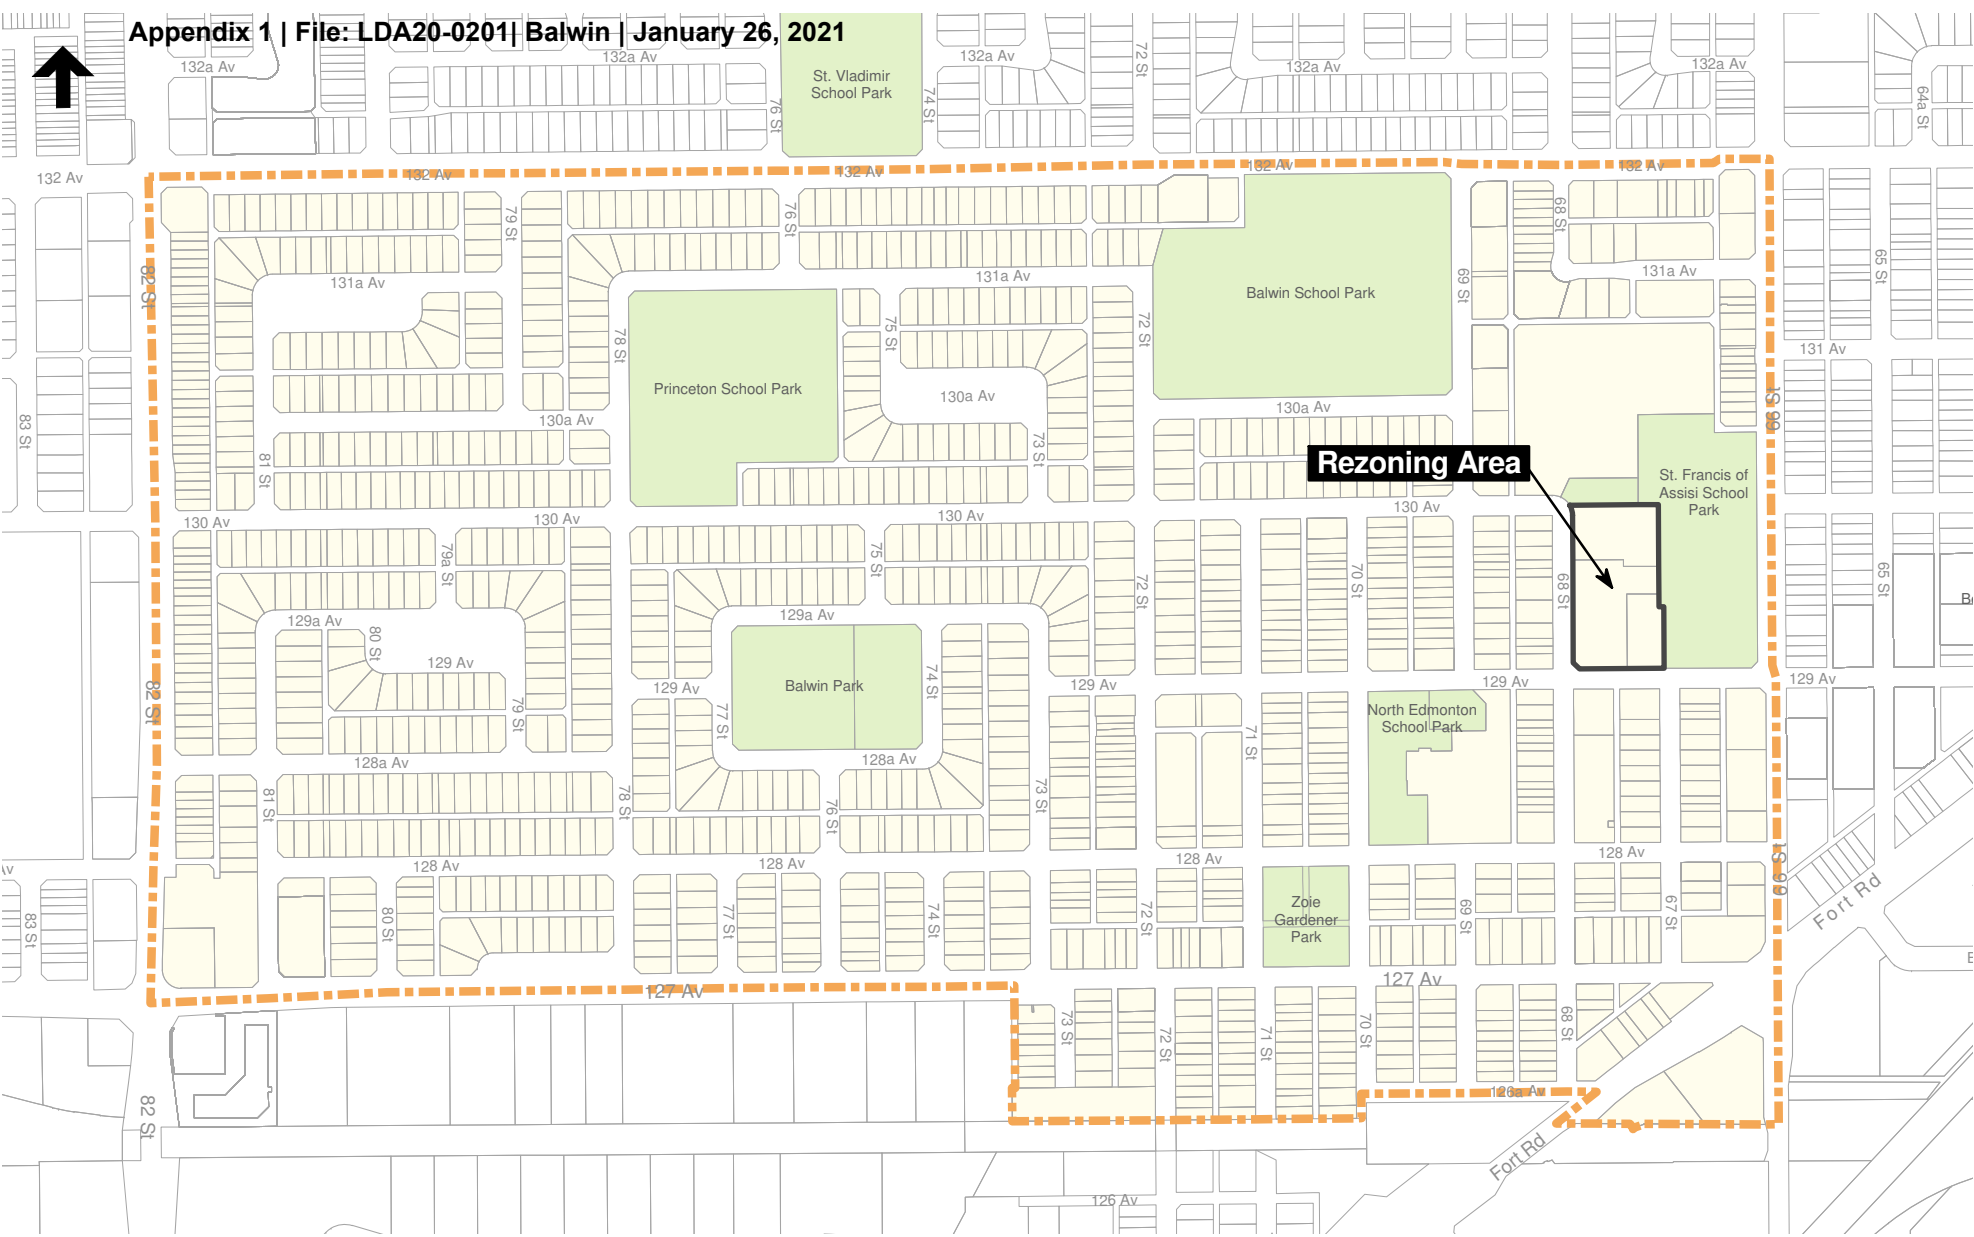 Appendix 1 | File: LDA20-0201| Balwin | January 26, 2021
132a Av
132a Av
132a Av
132a Av
132a Av
St. Vladimir
School Park
76 St
74 St
72 St
64a St
132 Av
132 Av
132 Av
132 Av
132 Av
82 St
79 St
76 St
68 St
65 St
131a Av
131a Av
131a Av
Balwin School Park
69 St
78 St
75 St
72 St
131 Av
Princeton School Park
130a Av
130a Av
130a Av
66 St
83 St
81 St
73 St
Rezoning Area
St. Francis of
Assisi School
Park
130 Av
130 Av
130 Av
130 Av
79a St
75 St
72 St
70 St
68 St
65 St
129a Av
129a Av
80 St
129 Av
Balwin Park
74 St
129 Av
129 Av
129 Av
129 Av
82 St
79 St
77 St
71 St
North Edmonton
School Park
128a Av
128a Av
81 St
78 St
76 St
73 St
128 Av
128 Av
128 Av
128 Av
66 St
Fort Rd
83 St
80 St
77 St
74 St
72 St
Zoie
Gardener
Park
69 St
67 St
127 Av
127 Av
73 St
72 St
71 St
70 St
68 St
82 St
126a Av
Fort Rd
126 Av